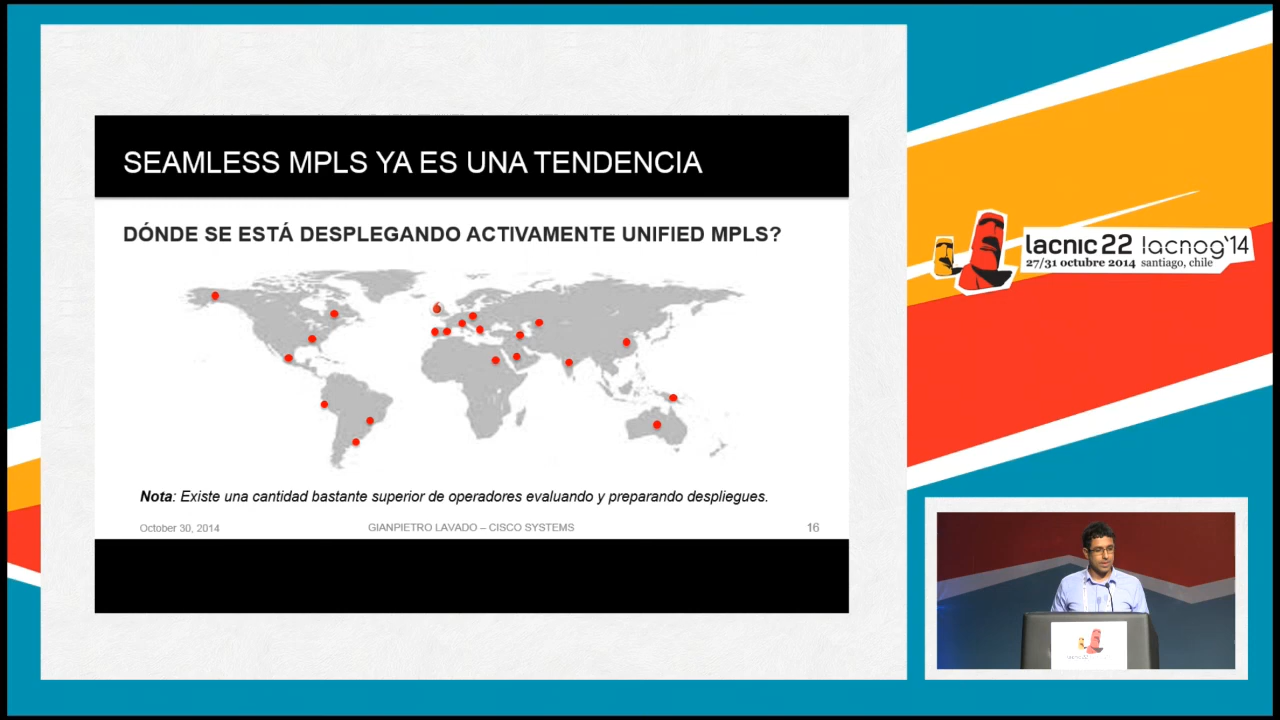 SEAMLESS MPLS YA ES UNA TENDENCIA
DÓNDE SE ESTÁ DESPLEGANDO ACTIVAMENTE UNIFIED MPLS?
Nota: Existe una cantidad bastante superior de operadores evaluando y preparando despliegues.
October 30, 2014
GIANPIETRO LAVADO – CISCO SYSTEMS
16
lacnic 22 lacnog'14
27/31 octubre 2014 santiago, chile